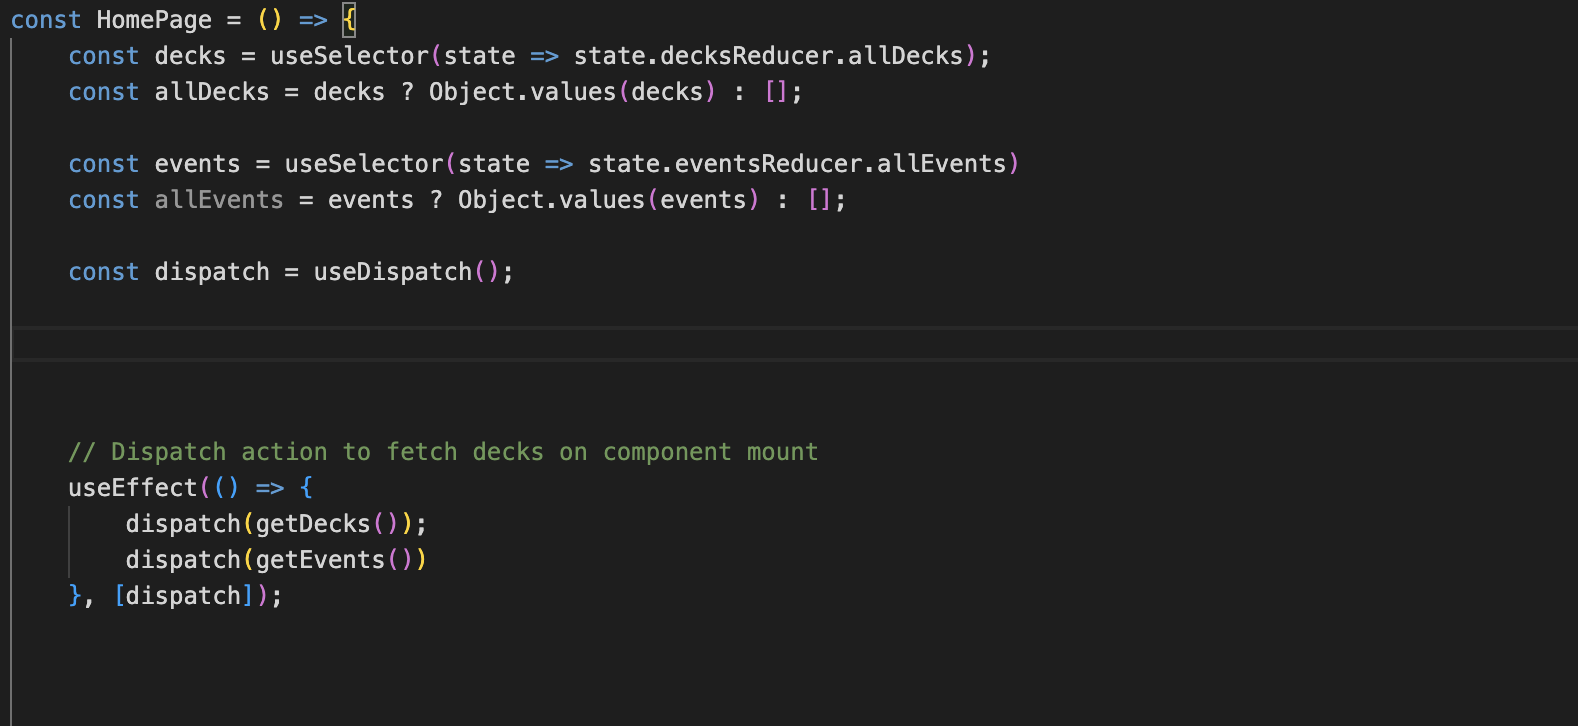 const HomePage = () => {
    const decks = useSelector(state => state.decksReducer.allDecks);
    const allDecks = decks ? Object.values(decks) : [];
    const events = useSelector(state => state.eventsReducer.allEvents)
    const allEvents = events ? Object.values(events) : [];
    const dispatch = useDispatch();
    // Dispatch action to fetch decks on component mount
    useEffect(() => {
        dispatch(getDecks());
        dispatch(getEvents())
    }, [dispatch]);